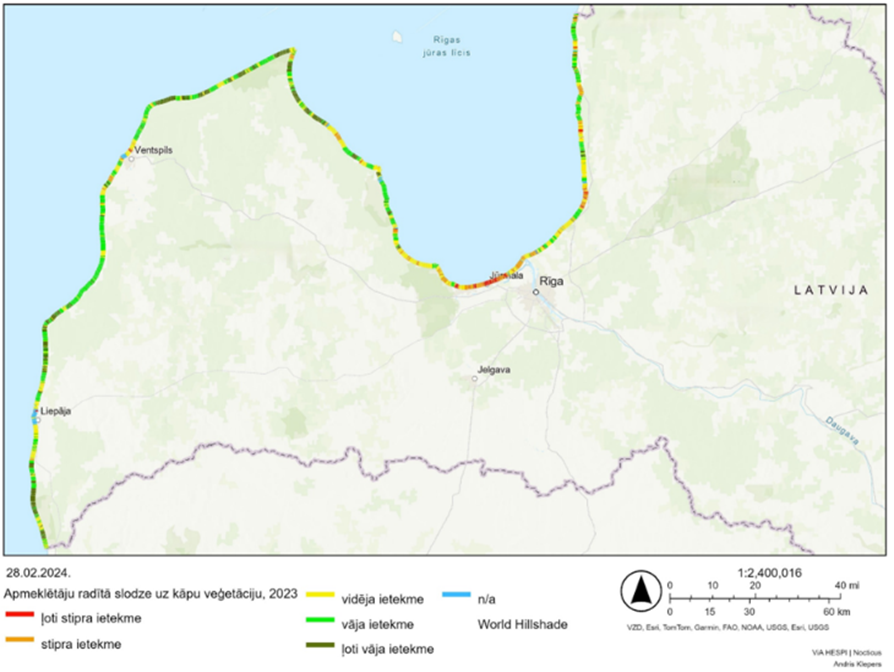 Rīgas
jūras līcis
Ventspils
Jūrmala
Rīga
LATVIJA
Jelgava
Liepāja
Daugava
28.02.2024.
Apmeklētāju radītā slodze uz kāpu veģetāciju, 2023
ļoti stipra ietekme
stipra ietekme
vidēja ietekme
vāja ietekme
ļoti vāja ietekme
n/a
World Hillshade
1:2,400,016
0 10 20 40 mi
0 15 30 60 km
VZD, Esri, TomTom, Garmin, FAO, NOAA, USGS, Esri, USGS
ViA HESPI | Nocticus
Andris Klepers